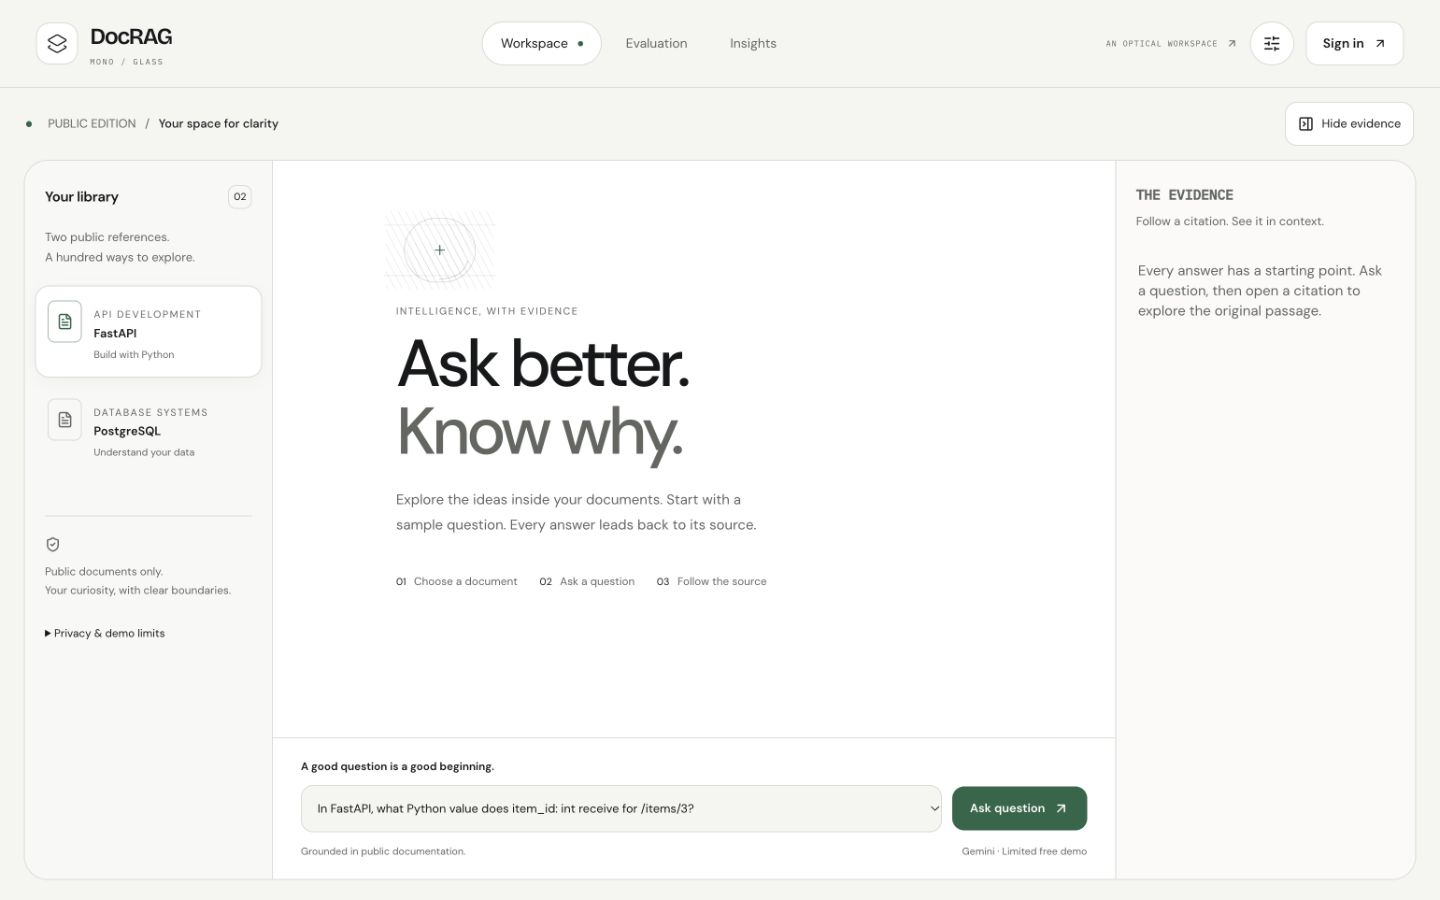 DocRAG
MONO / GLASS
Workspace
Evaluation
Insights
AN OPTICAL WORKSPACE
Sign in
PUBLIC EDITION / Your space for clarity
Hide evidence
Your library
02
Two public references.
A hundred ways to explore.
API DEVELOPMENT
FastAPI
Build with Python
DATABASE SYSTEMS
PostgreSQL
Understand your data
Public documents only.
Your curiosity, with clear boundaries.
Privacy & demo limits
INTELLIGENCE, WITH EVIDENCE
Ask better.
Know why.
Explore the ideas inside your documents. Start with a
sample question. Every answer leads back to its source.
01 Choose a document 02 Ask a question 03 Follow the source
A good question is a good beginning.
In FastAPI, what Python value does item_id: int receive for /items/3?
Ask question
Grounded in public documentation.
Gemini · Limited free demo
THE EVIDENCE
Follow a citation. See it in context.
Every answer has a starting point. Ask
a question, then open a citation to
explore the original passage.